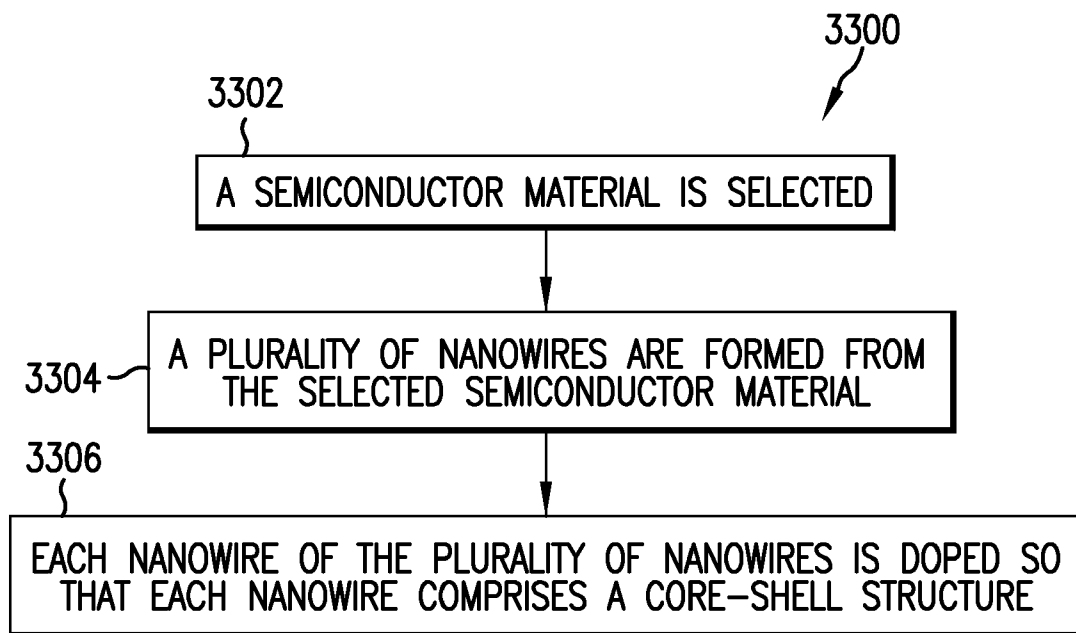 3300
3302
A SEMICONDUCTOR MATERIAL IS SELECTED
3304
A PLURALITY OF NANOWIRES ARE FORMED FROM
THE SELECTED SEMICONDUCTOR MATERIAL
3306
EACH NANOWIRE OF THE PLURALITY OF NANOWIRES IS DOPED SO
THAT EACH NANOWIRE COMPRISES A CORE-SHELL STRUCTURE